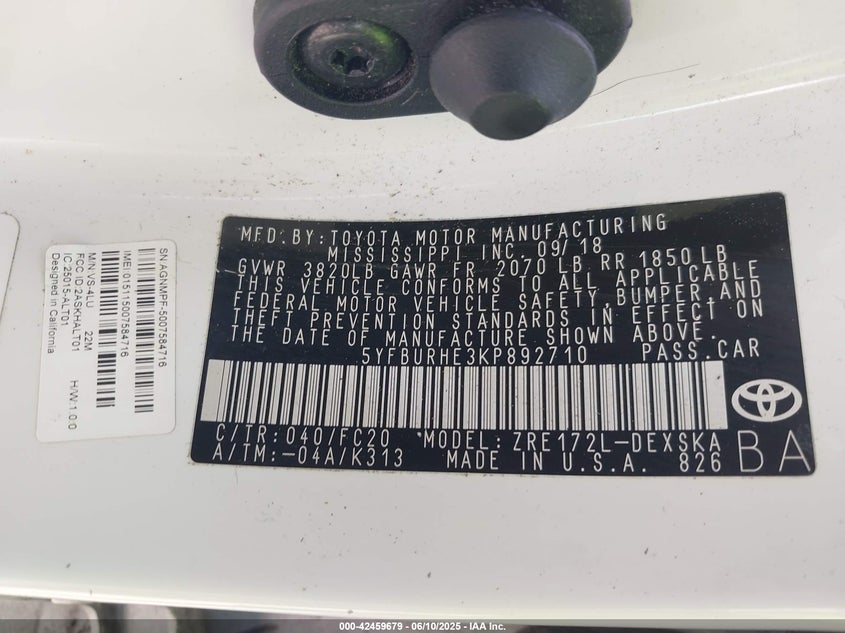 MFD. BY: TOYOTA MOTOR MANUFACTURING
MISSISSIPPI INC. 09/18
GVWR 3820LB GAWR FR 2070 LB RR 1850 LB
THIS VEHICLE CONFORMS TO ALL APPLICABLE
FEDERAL MOTOR VEHICLE SAFETY, BUMPER, AND
THEFT PREVENTION STANDARDS IN EFFECT ON
THE DATE OF MANUFACTURE SHOWN ABOVE.
5YFBURHE3KP892710 PASS. CAR
C/TR: 040/FC20 MODEL: ZRE172L-DEXSKA
A/TM: -04A/K313 MADE IN U.S.A. 826
BA
SN AGNMPF-5007584716
IMEI 0151150007584716
M/N:VS-4LU 22M
FCC ID:2ASKHALT01
IC:25015-ALT01 H/W:1.0.0
Designed in California
000-42459679 - 06/10/2025 - IAA Inc.